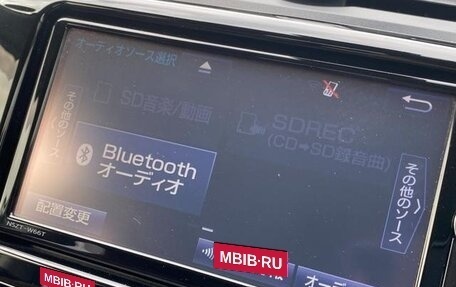 オーディオソース選択
SD音楽/動画
SDREC
(CD➡SD録音曲)
その他のソース
Bluetooth
オーディオ
その他のソース
配置変更
NSZT-W66T
オーデ
MBIB-RU
MBIB-RU